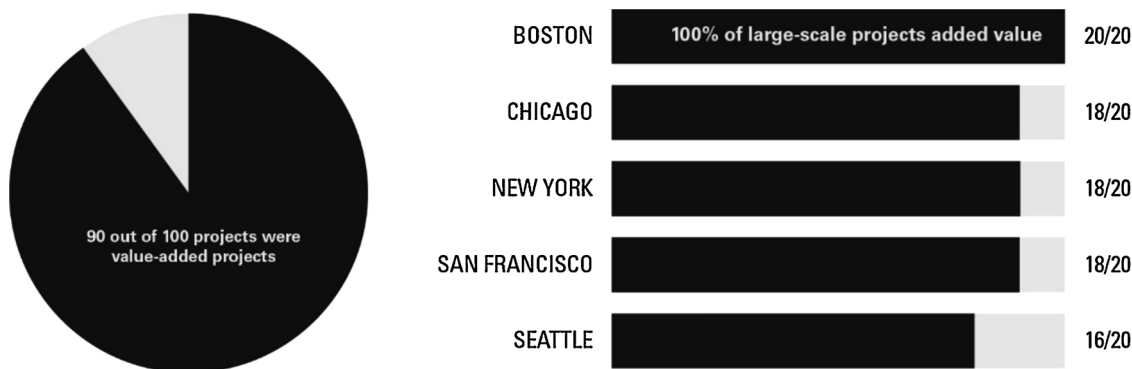 90 out of 100 projects were
value-added projects
BOSTON 100% of large-scale projects added value 20/20
CHICAGO 18/20
NEW YORK 18/20
SAN FRANCISCO 18/20
SEATTLE 16/20